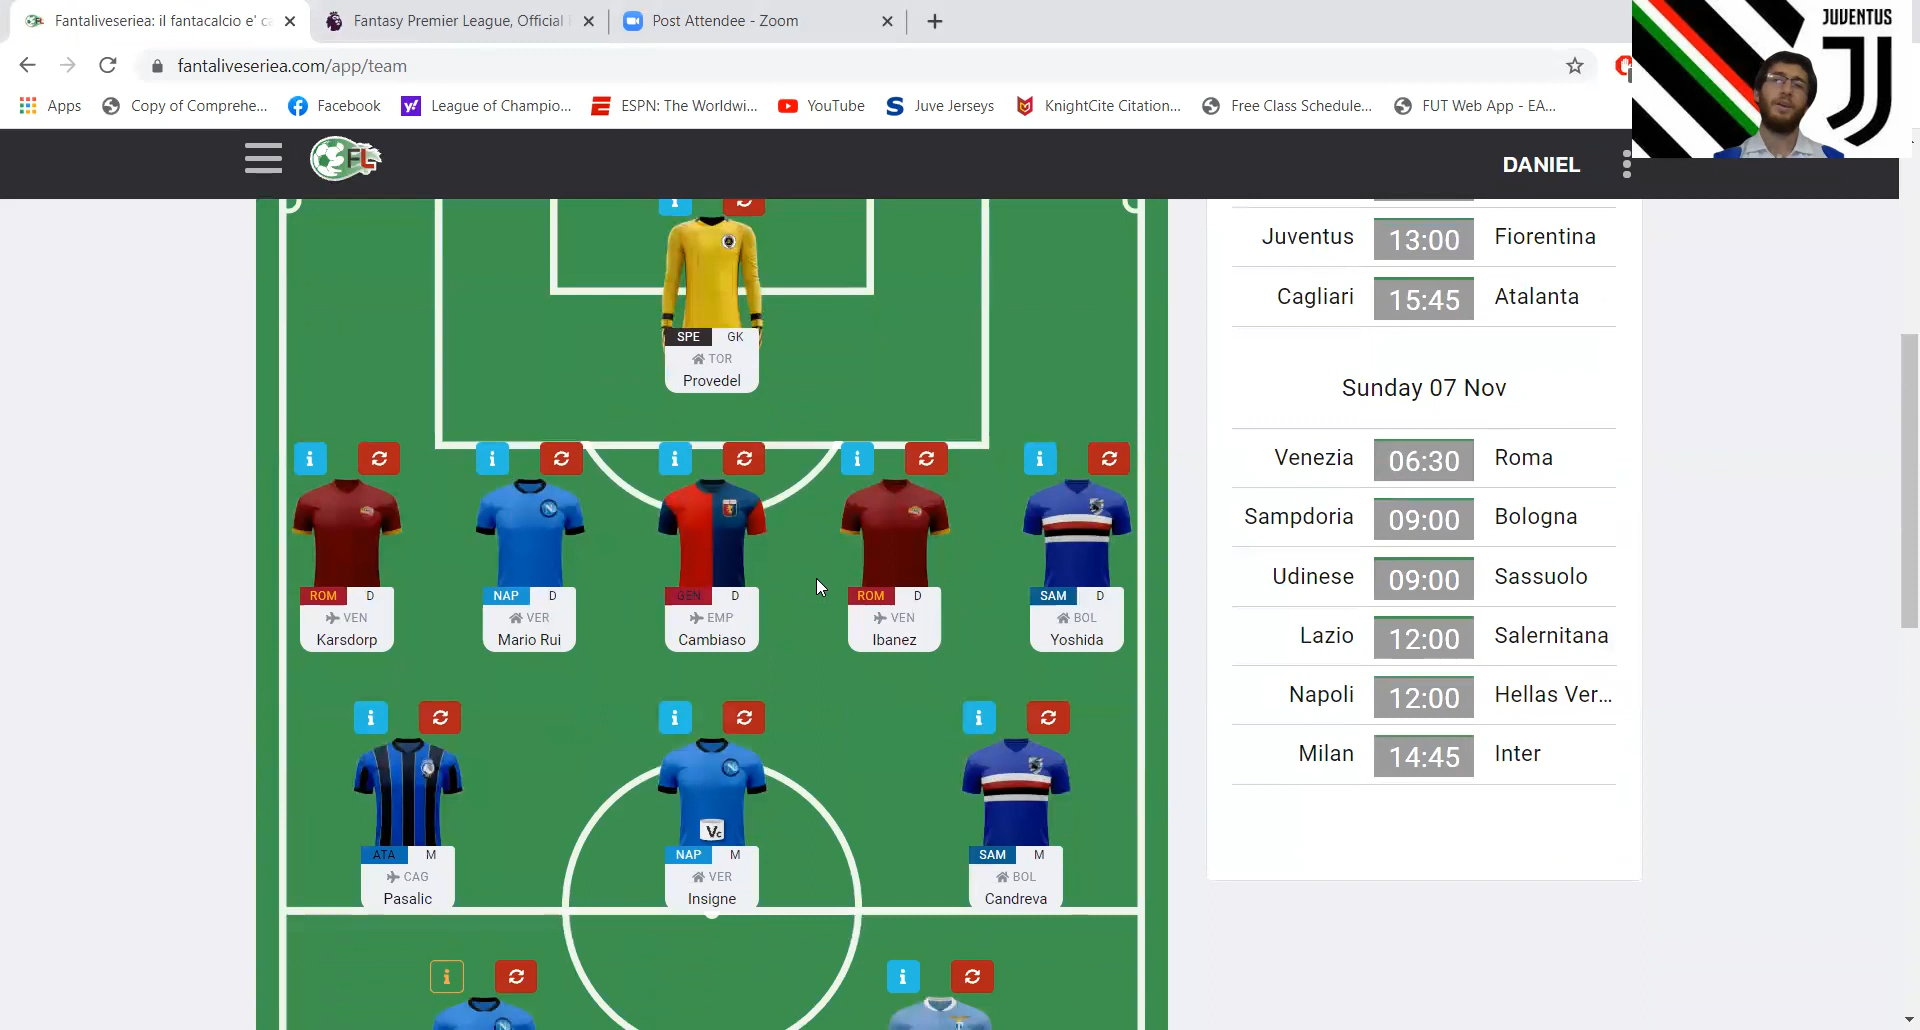 Fantaliveseriea: il fantacalcio e' ca
Fantasy Premier League, Official
Post Attendee - Zoom
JUVENTUS
fantaliveseriea.com/app/team
Apps
Copy of Comprehe...
Facebook
League of Champio...
ESPN: The Worldwi...
YouTube
Juve Jerseys
KnightCite Citation...
Free Class Schedule...
FUT Web App - EA...
FL
DANIEL
SPE GK
TOR
Provedel
ROM D
VEN
Karsdorp
NAP D
VER
Mario Rui
GEN D
EMP
Cambiaso
ROM D
VEN
Ibanez
SAM D
BOL
Yoshida
ATA M
CAG
Pasalic
Vc
NAP M
VER
Insigne
SAM M
BOL
Candreva
Juventus 13:00 Fiorentina
Cagliari 15:45 Atalanta
Sunday 07 Nov
Venezia 06:30 Roma
Sampdoria 09:00 Bologna
Udinese 09:00 Sassuolo
Lazio 12:00 Salernitana
Napoli 12:00 Hellas Ver...
Milan 14:45 Inter